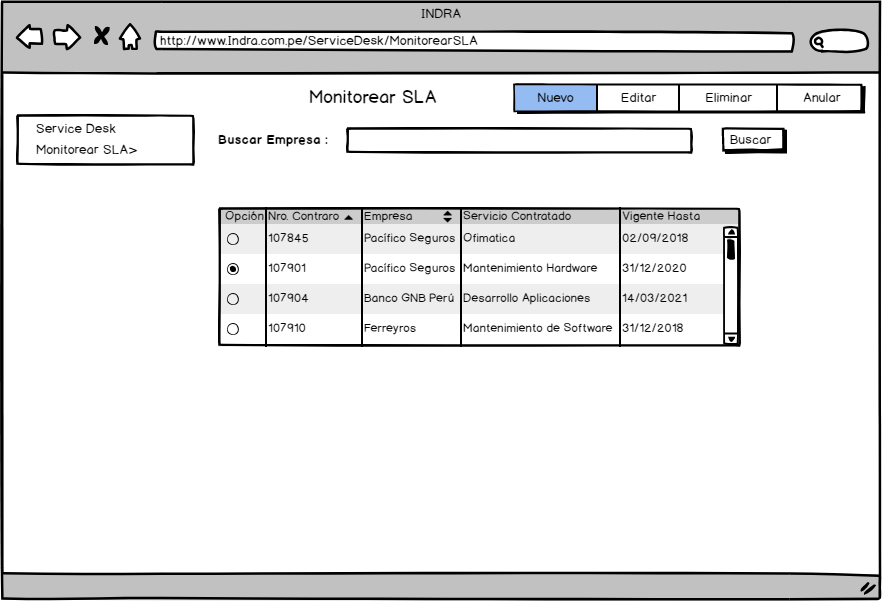 INDRA
http://www.Indra.com.pe/ServiceDesk/MonitorearSLA
Monitorear SLA
Nuevo Editar Eliminar Anular
Service Desk
Monitorear SLA>
Buscar Empresa : Buscar
Opción Nro. Contraro Empresa Servicio Contratado Vigente Hasta
107845 Pacífico Seguros Ofimatica 02/09/2018
107901 Pacífico Seguros Mantenimiento Hardware 31/12/2020
107904 Banco GNB Perú Desarrollo Aplicaciones 14/03/2021
107910 Ferreyros Mantenimiento de Software 31/12/2018